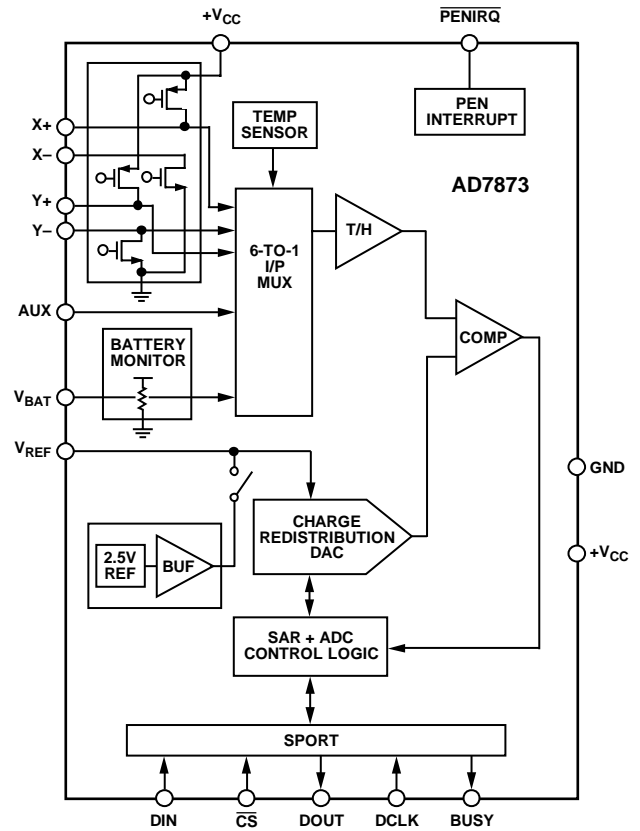 +VCC
PENIRQ
PEN
INTERRUPT
TEMP
SENSOR
X+
X–
Y+
Y–
AD7873
T/H
6-TO-1
I/P
MUX
AUX
COMP
BATTERY
MONITOR
VBAT
VREF
GND
CHARGE
REDISTRIBUTION
DAC
+VCC
2.5V
REF
BUF
SAR + ADC
CONTROL LOGIC
SPORT
DIN
CS
DOUT
DCLK
BUSY